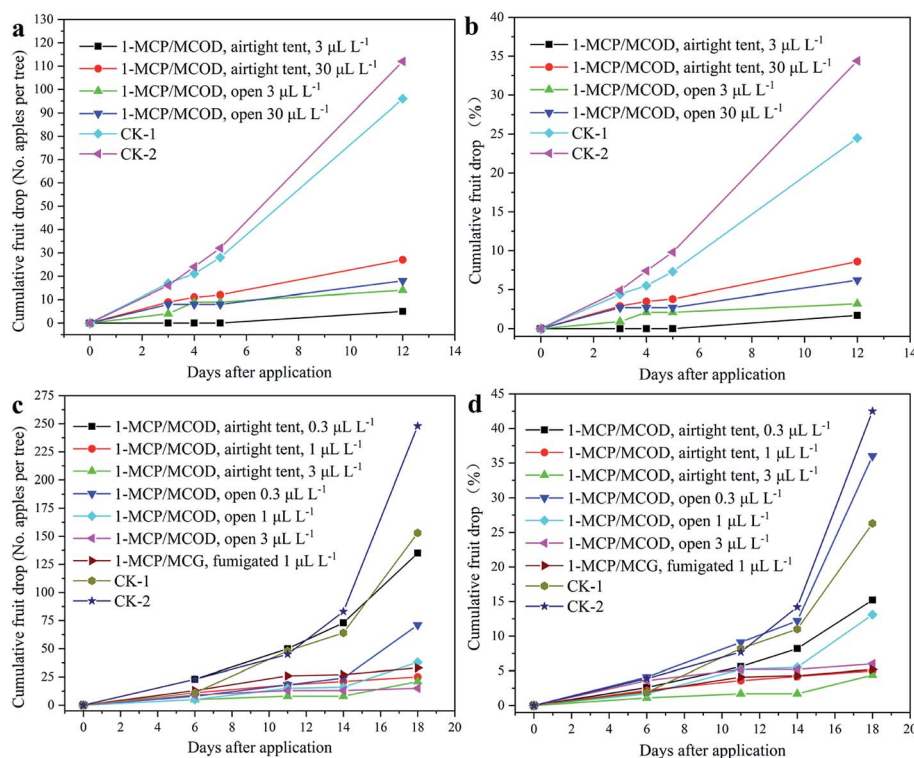 a
Cumulative fruit drop (No. apples per tree)
130
120
110
100
90
80
70
60
50
40
30
20
10
0
1-MCP/MCOD, airtight tent, 3 μL L⁻¹
1-MCP/MCOD, airtight tent, 30 μL L⁻¹
1-MCP/MCOD, open 3 μL L⁻¹
1-MCP/MCOD, open 30 μL L⁻¹
CK-1
CK-2
0 2 4 6 8 10 12 14
Days after application
b
Cumulative fruit drop (%)
40
35
30
25
20
15
10
5
0
1-MCP/MCOD, airtight tent, 3 μL L⁻¹
1-MCP/MCOD, airtight tent, 30 μL L⁻¹
1-MCP/MCOD, open 3 μL L⁻¹
1-MCP/MCOD, open 30 μL L⁻¹
CK-1
CK-2
0 2 4 6 8 10 12 14
Days after application
c
Cumulative fruit drop (No. apples per tree)
275
250
225
200
175
150
125
100
75
50
25
0
1-MCP/MCOD, airtight tent, 0.3 μL L⁻¹
1-MCP/MCOD, airtight tent, 1 μL L⁻¹
1-MCP/MCOD, airtight tent, 3 μL L⁻¹
1-MCP/MCOD, open 0.3 μL L⁻¹
1-MCP/MCOD, open 1 μL L⁻¹
1-MCP/MCOD, open 3 μL L⁻¹
1-MCP/MCG, fumigated 1 μL L⁻¹
CK-1
CK-2
0 2 4 6 8 10 12 14 16 18 20
Days after application
d
Cumulative fruit drop (%)
45
40
35
30
25
20
15
10
5
0
1-MCP/MCOD, airtight tent, 0.3 μL L⁻¹
1-MCP/MCOD, airtight tent, 1 μL L⁻¹
1-MCP/MCOD, airtight tent, 3 μL L⁻¹
1-MCP/MCOD, open 0.3 μL L⁻¹
1-MCP/MCOD, open 1 μL L⁻¹
1-MCP/MCOD, open 3 μL L⁻¹
1-MCP/MCG, fumigated 1 μL L⁻¹
CK-1
CK-2
0 2 4 6 8 10 12 14 16 18 20
Days after application